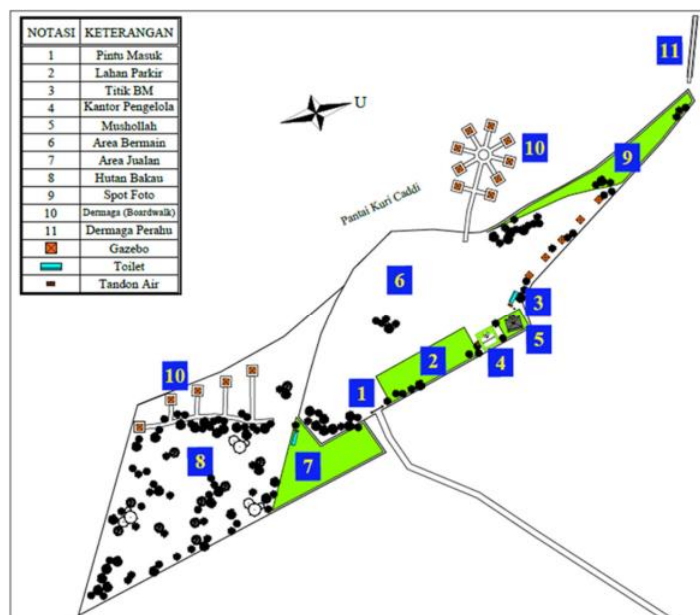 NOTASI KETERANGAN
1 Pintu Masuk
2 Lahan Parkir
3 Titik BM
4 Kantor Pengelola
5 Mushollah
6 Area Bermain
7 Area Jualan
8 Hutan Bakau
9 Spot Foto
10 Dermaga (Boardwalk)
11 Dermaga Perahu
Gazebo
Toilet
Tandon Air
U
11
10
9
Pantai Kuri Caddi
6
3
5
2
4
10
1
8
7